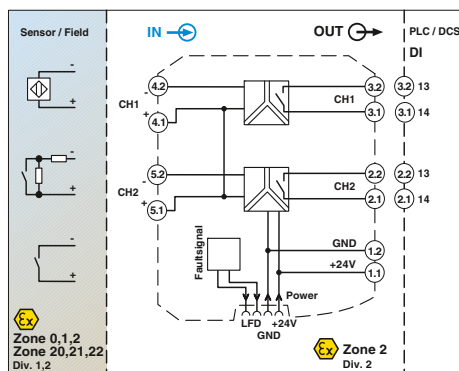 Sensor / Field
IN
OUT
PLC / DCS
DI
-
+
-
+
-
+
4.2
-
CH1
+
4.1
3.2
CH1
3.1
3.2 13
3.1 14
5.2
-
CH2
+
5.1
2.2
CH2
2.1
2.2 13
2.1 14
GND
1.2
+24V
1.1
Faultsignal
Power
LFD +24V
GND
Ex
Zone 0,1,2
Zone 20,21,22
Div. 1,2
Ex
Zone 2
Div. 2